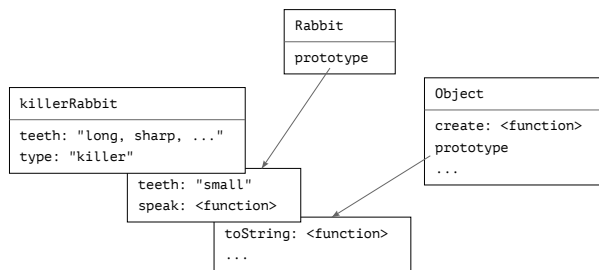 Rabbit
prototype
killerRabbit
teeth: "long, sharp, ..."
type: "killer"
Object
create: <function>
prototype
...
teeth: "small"
speak: <function>
toString: <function>
...